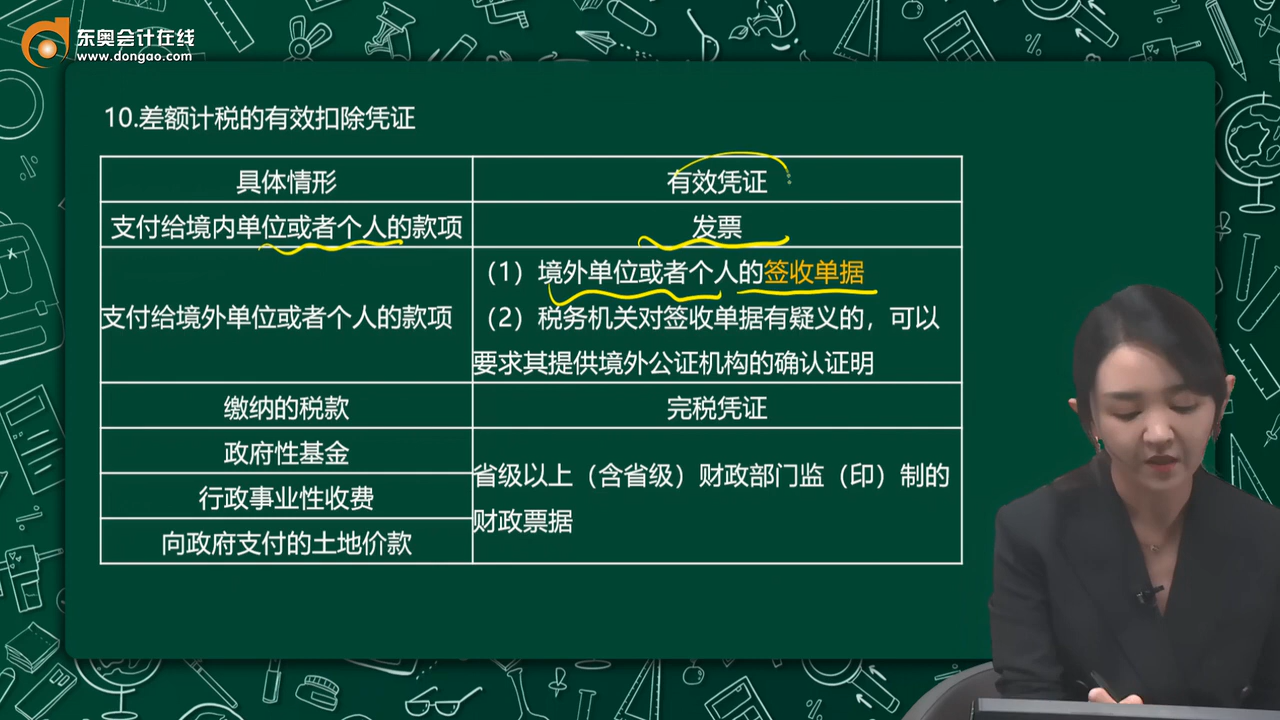 东奥会计在线
www.dongao.com
10.差额计税的有效扣除凭证
具体情形
有效凭证
支付给境内单位或者个人的款项
发票
支付给境外单位或者个人的款项
（1）境外单位或者个人的签收单据
（2）税务机关对签收单据有疑义的，可以
要求其提供境外公证机构的确认证明
缴纳的税款
完税凭证
政府性基金
行政事业性收费
向政府支付的土地价款
省级以上（含省级）财政部门监（印）制的
财政票据